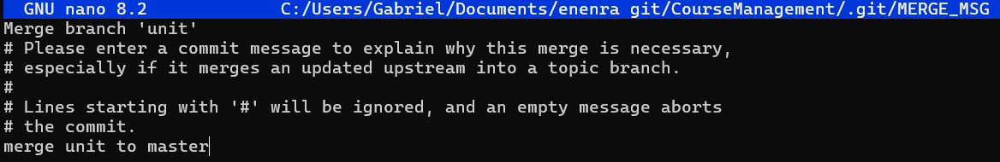 GNU nano 8.2 C:/Users/Gabriel/Documents/enenra git/CourseManagement/.git/MERGE_MSG
Merge branch 'unit'
# Please enter a commit message to explain why this merge is necessary,
# especially if it merges an updated upstream into a topic branch.
#
# Lines starting with '#' will be ignored, and an empty message aborts
# the commit.
merge unit to master